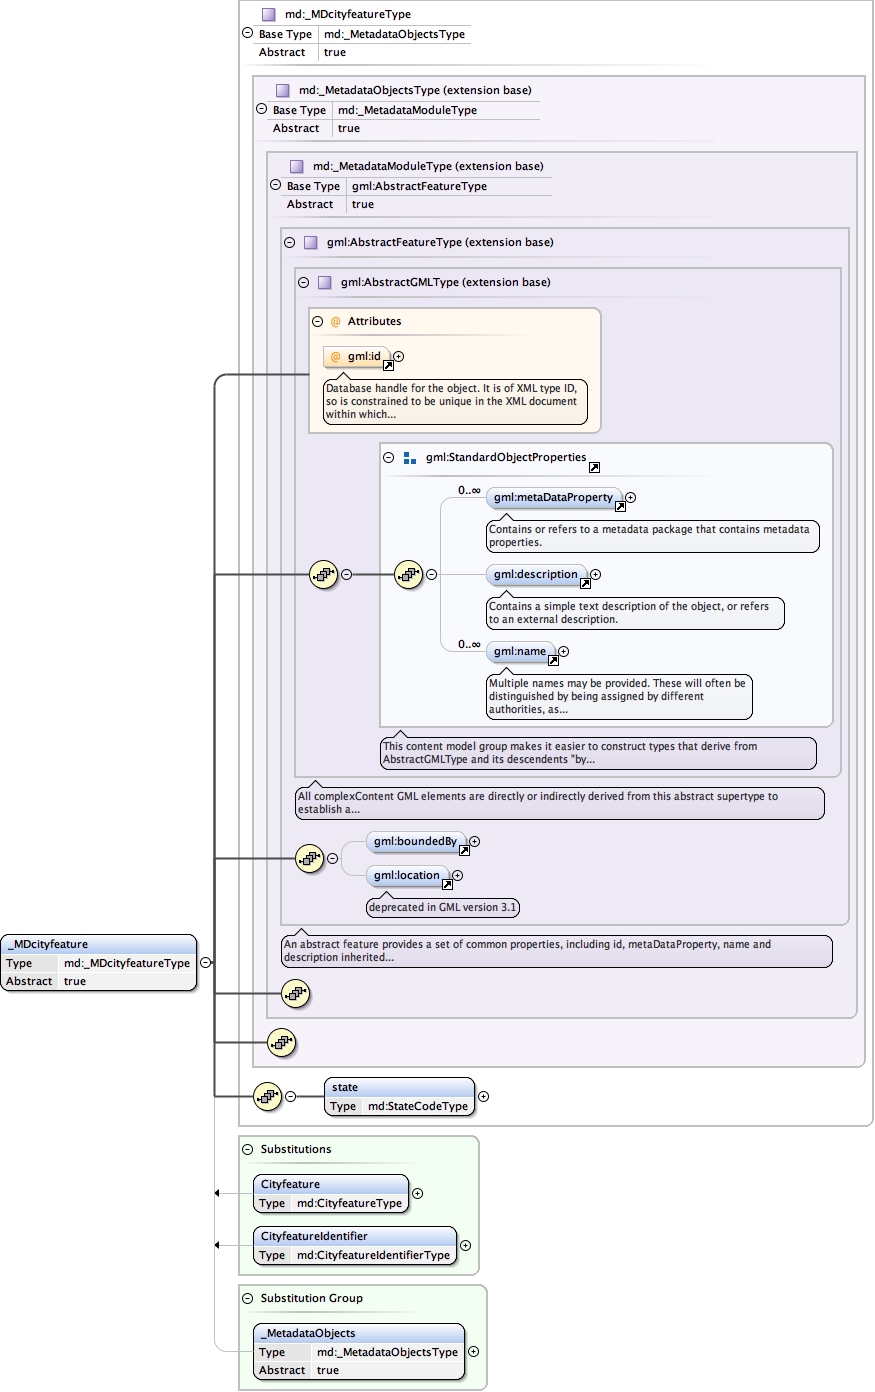 md:_MDcityfeatureType
Base Type md:_MetadataObjectsType
Abstract true
md:_MetadataObjectsType (extension base)
Base Type md:_MetadataModuleType
Abstract true
md:_MetadataModuleType (extension base)
Base Type gml:AbstractFeatureType
Abstract true
gml:AbstractFeatureType (extension base)
gml:AbstractGMLType (extension base)
@ Attributes
@ gml:id
Database handle for the object. It is of XML type ID,
so is constrained to be unique in the XML document
within which...
gml:StandardObjectProperties
0..∞
gml:metaDataProperty
Contains or refers to a metadata package that contains metadata
properties.
gml:description
Contains a simple text description of the object, or refers
to an external description.
0..∞
gml:name
Multiple names may be provided. These will often be
distinguished by being assigned by different
authorities, as...
This content model group makes it easier to construct types that derive from
AbstractGMLType and its descendents "by...
All complexContent GML elements are directly or indirectly derived from this abstract supertype to
establish a...
gml:boundedBy
gml:location
deprecated in GML version 3.1
An abstract feature provides a set of common properties, including id, metaDataProperty, name and
description inherited...
_MDcityfeature
Type md:_MDcityfeatureType
Abstract true
state
Type md:StateCodeType
Substitutions
Cityfeature
Type md:CityfeatureType
CityfeatureIdentifier
Type md:CityfeatureIdentifierType
Substitution Group
_MetadataObjects
Type md:_MetadataObjectsType
Abstract true